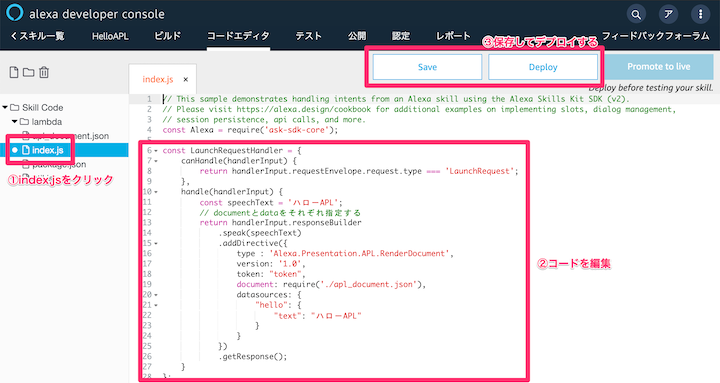 alexa developer console
ア
スキル一覧 HelloAPL ビルド コードエディタ テスト 公開 認定 レポート フィードバックフォーラム
③保存してデプロイする
Save Deploy Promote to live
Deploy before testing your skill.
index.js ×
Skill Code
lambda
apl_document.json
index.js
package.json
①index.jsをクリック
1 // This sample demonstrates handling intents from an Alexa skill using the Alexa Skills Kit SDK (v2).
2 // Please visit https://alexa.design/cookbook for additional examples on implementing slots, dialog management,
3 // session persistence, api calls, and more.
4 const Alexa = require('ask-sdk-core');
6 const LaunchRequestHandler = {
7 canHandle(handlerInput) {
8 return handlerInput.requestEnvelope.request.type === 'LaunchRequest';
9 },
10 handle(handlerInput) {
11 const speechText = 'ハローAPL';
12 // documentとdataをそれぞれ指定する
13 return handlerInput.responseBuilder
14 .speak(speechText)
15 .addDirective({
16 type : 'Alexa.Presentation.APL.RenderDocument',
17 version: '1.0',
18 token: "token",
19 document: require('./apl_document.json'),
20 datasources: {
21 "hello": {
22 "text": "ハローAPL"
23 }
24 }
25 })
26 .getResponse();
27 }
28 };
②コードを編集